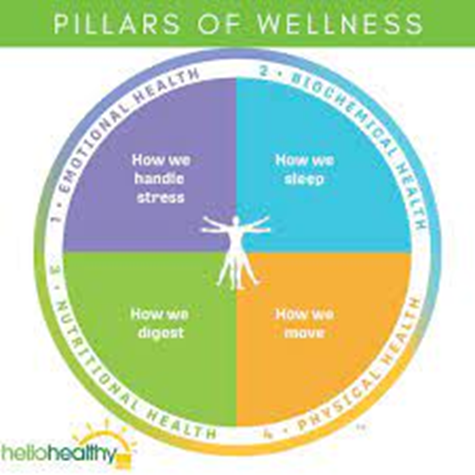 PILLARS OF WELLNESS
1 • EMOTIONAL HEALTH
2 • BIOCHEMICAL HEALTH
How we
handle
stress
How we
sleep
How we
digest
How we
move
3 • NUTRITIONAL HEALTH
4 • PHYSICAL HEALTH
hellohealthy